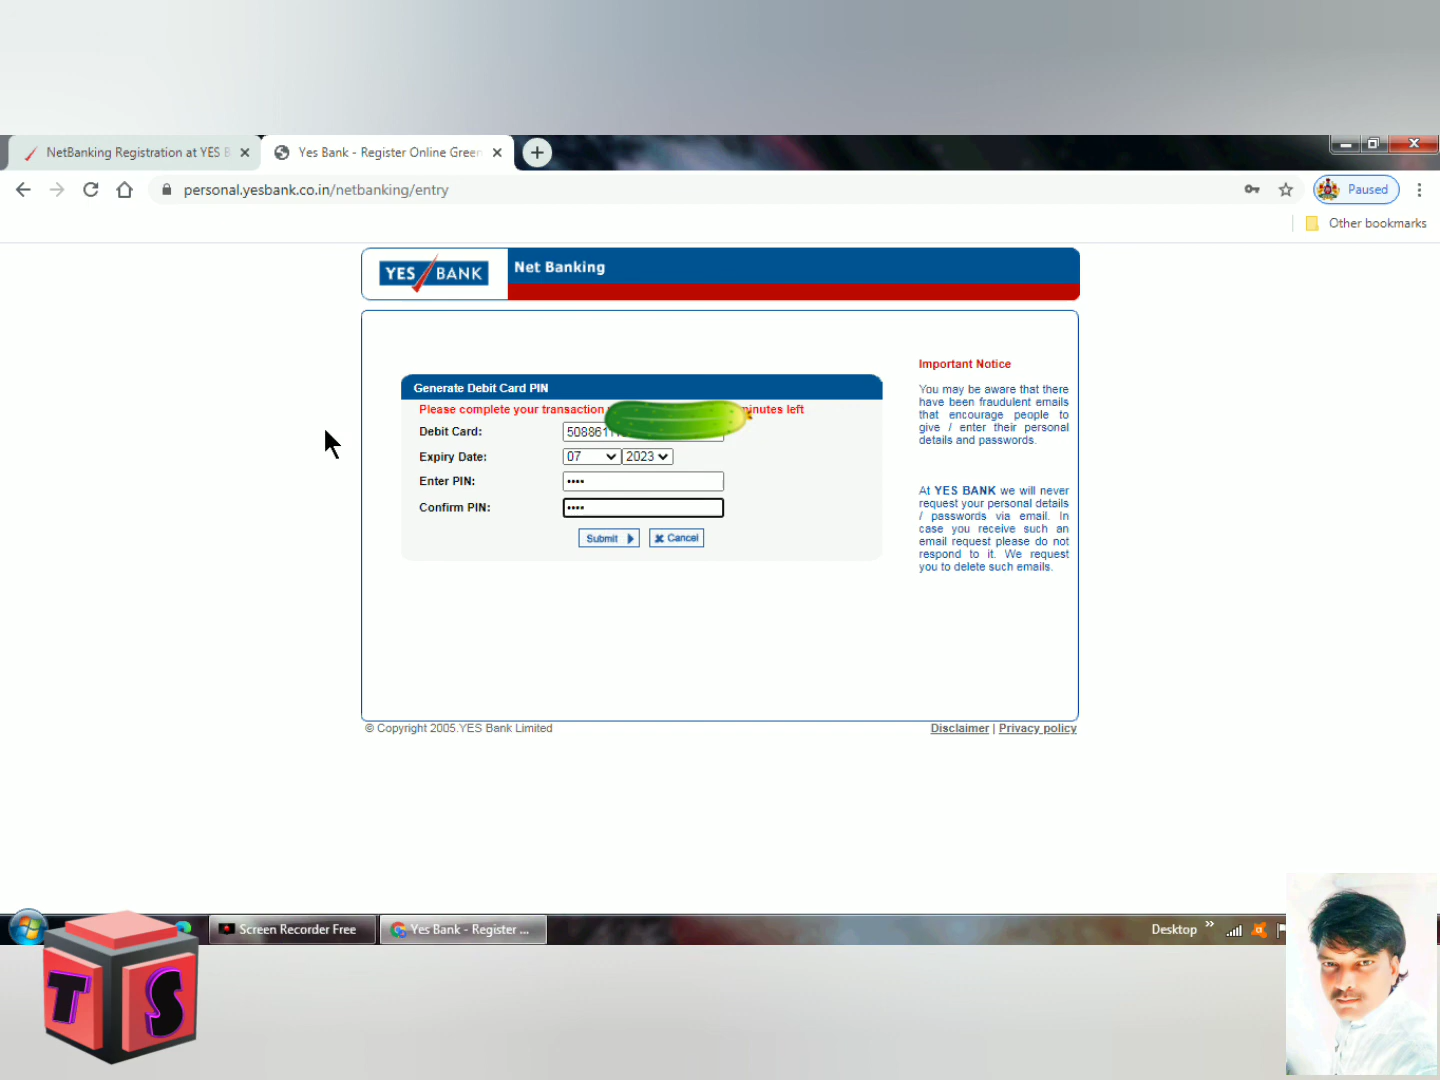 NetBanking Registration at YES B
Yes Bank - Register Online Green
personal.yesbank.co.in/netbanking/entry
Paused
Other bookmarks
YES BANK
Net Banking
Generate Debit Card PIN
Please complete your transaction
minutes left
Debit Card: 508861
Expiry Date: 07 2023
Enter PIN: ••••
Confirm PIN: ••••
Submit
Cancel
Important Notice
You may be aware that there
have been fraudulent emails
that encourage people to
give / enter their personal
details and passwords.
At YES BANK we will never
request your personal details
/ passwords via email. In
case you receive such an
email request please do not
respond to it. We request
you to delete such emails.
© Copyright 2005.YES Bank Limited
Disclaimer | Privacy policy
Screen Recorder Free
Yes Bank - Register ...
Desktop
TS